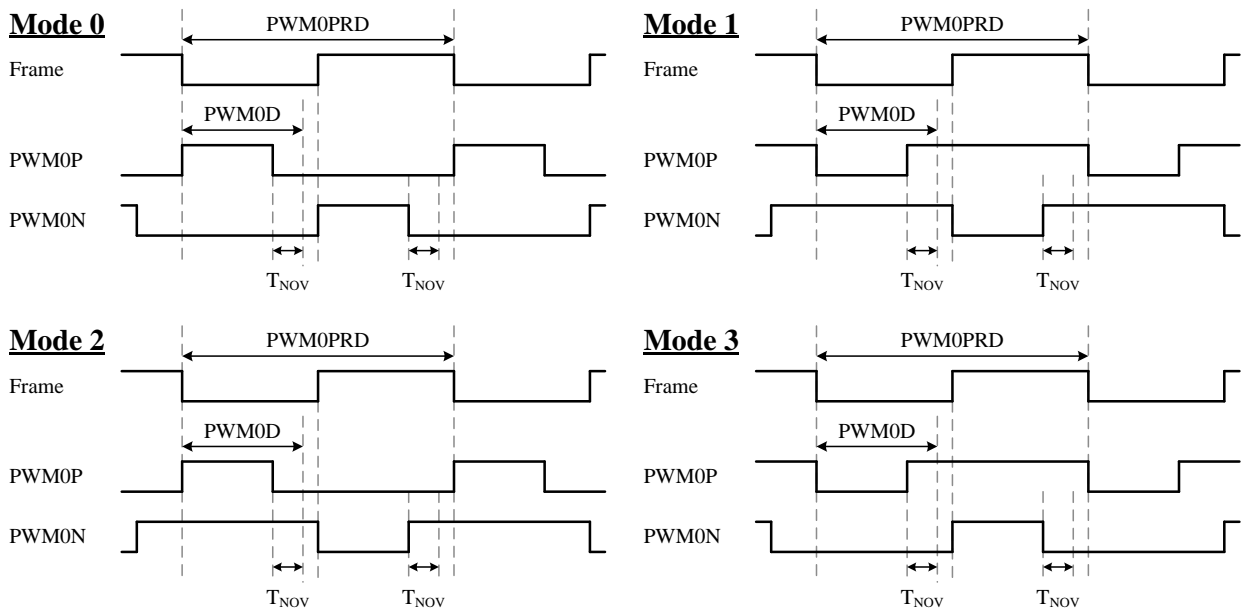 Mode 0
PWM0PRD
Frame
PWM0D
PWM0P
PWM0N
TNOV
TNOV
Mode 1
PWM0PRD
Frame
PWM0D
PWM0P
PWM0N
TNOV
TNOV
Mode 2
PWM0PRD
Frame
PWM0D
PWM0P
PWM0N
TNOV
TNOV
Mode 3
PWM0PRD
Frame
PWM0D
PWM0P
PWM0N
TNOV
TNOV